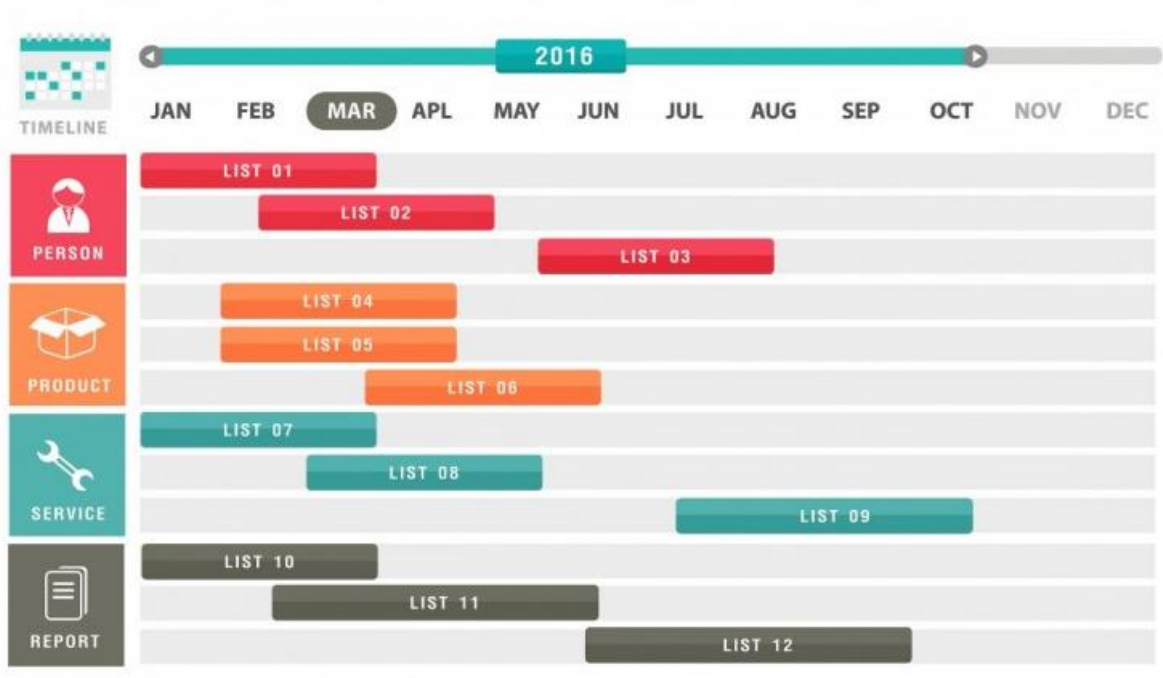 2016
TIMELINE
JAN FEB MAR APL MAY JUN JUL AUG SEP OCT NOV DEC
LIST 01
LIST 02
PERSON
LIST 03
LIST 04
LIST 05
PRODUCT
LIST 06
LIST 07
LIST 08
SERVICE
LIST 09
LIST 10
LIST 11
REPORT
LIST 12